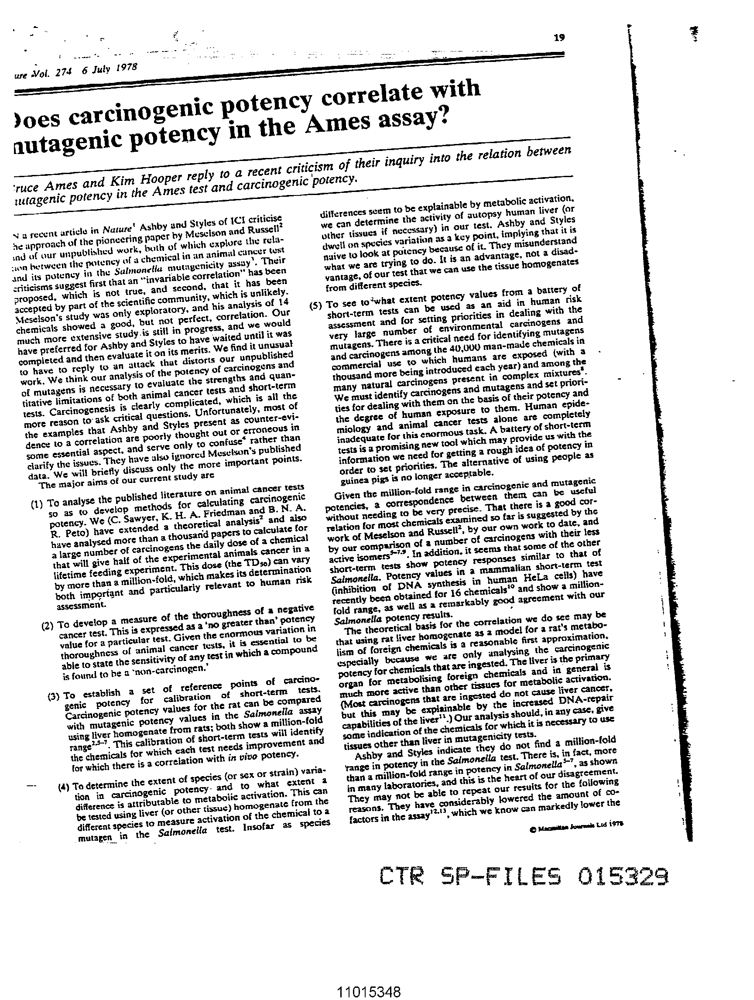 19
ure Vol. 274 6 July 1978
Does carcinogenic potency correlate with
mutagenic potency in the Ames assay?
ruce Ames and Kim Hooper reply to a recent criticism of their inquiry into the relation between
utagenic potency in the Ames test and carcinogenic potency.
N a recent article in Nature¹ Ashby and Styles of ICI criticise
he approach of the pioneering paper by Meselson and Russell²
and of our unpublished work, both of which explore the rela-
tion between the potency of a chemical in an animal cancer test
and its potency in the Salmonella mutagenicity assay³. Their
criticisms suggest first that an "invariable correlation" has been
proposed, which is not true, and second, that it has been
accepted by part of the scientific community, which is unlikely.
Meselson's study was only exploratory, and his analysis of 14
chemicals showed a good, but not perfect, correlation. Our
much more extensive study is still in progress, and we would
have preferred for Ashby and Styles to have waited until it was
completed and then evaluate it on its merits. We find it unusual
to have to reply to an attack that distorts our unpublished
work. We think our analysis of the potency of carcinogens and
of mutagens is necessary to evaluate the strengths and quan-
titative limitations of both animal cancer tests and short-term
tests. Carcinogenesis is clearly complicated, which is all the
more reason to ask critical questions. Unfortunately, most of
the examples that Ashby and Styles present as counter-evi-
dence to a correlation are poorly thought out or erroneous in
some essential aspect, and serve only to confuse⁴ rather than
clarify the issues. They have also ignored Meselson's published
data. We will briefly discuss only the more important points.
The major aims of our current study are
(1) To analyse the published literature on animal cancer tests
so as to develop methods for calculating carcinogenic
potency. We (C. Sawyer, K. H. A. Friedman and B. N. A.
R. Peto) have extended a theoretical analysis² and also
have analysed more than a thousand papers to calculate for
a large number of carcinogens the daily dose of a chemical
that will give half of the experimental animals cancer in a
lifetime feeding experiment. This dose (the TD₅₀) can vary
by more than a million-fold, which makes its determination
both important and particularly relevant to human risk
assessment.
(2) To develop a measure of the thoroughness of a negative
cancer test. This is expressed as a 'no greater than' potency
value for a particular test. Given the enormous variation in
thoroughness of animal cancer tests, it is essential to be
able to state the sensitivity of any test in which a compound
is found to be a 'non-carcinogen.'
(3) To establish a set of reference points of carcino-
genic potency for calibration of short-term tests.
Carcinogenic potency values for the rat can be compared
with mutagenic potency values in the Salmonella assay
using liver homogenate from rats; both show a million-fold
range²,⁵⁻⁷. This calibration of short-term tests will identify
the chemicals for which each test needs improvement and
for which there is a correlation with in vivo potency.
(4) To determine the extent of species (or sex or strain) varia-
tion in carcinogenic potency and to what extent a
difference is attributable to metabolic activation. This can
be tested using liver (or other tissue) homogenate from the
different species to measure activation of the chemical to a
mutagen in the Salmonella test. Insofar as species
differences seem to be explainable by metabolic activation,
we can determine the activity of autopsy human liver (or
other tissues if necessary) in our test. Ashby and Styles
dwell on species variation as a key point, implying that it is
naive to look at potency because of it. They misunderstand
what we are trying to do. It is an advantage, not a disad-
vantage, of our test that we can use the tissue homogenates
from different species.
(5) To see to what extent potency values from a battery of
short-term tests can be used as an aid in human risk
assessment and for setting priorities in dealing with the
very large number of environmental carcinogens and
mutagens. There is a critical need for identifying mutagens
and carcinogens among the 40,000 man-made chemicals in
commercial use to which humans are exposed (with a
thousand more being introduced each year) and among the
many natural carcinogens present in complex mixtures⁸.
We must identify carcinogens and mutagens and set priori-
ties for dealing with them on the basis of their potency and
the degree of human exposure to them. Human epide-
miology and animal cancer tests alone are completely
inadequate for this enormous task. A battery of short-term
tests is a promising new tool which may provide us with the
information we need for getting a rough idea of potency in
order to set priorities. The alternative of using people as
guinea pigs is no longer acceptable.
Given the million-fold range in carcinogenic and mutagenic
potencies, a correspondence between them can be useful
without needing to be very precise. That there is a good cor-
relation for most chemicals examined so far is suggested by the
work of Meselson and Russell², by our own work to date, and
by our comparison of a number of carcinogens with their less
active isomers⁵⁻⁷,⁹. In addition, it seems that some of the other
short-term tests show potency responses similar to that of
Salmonella. Potency values in a mammalian short-term test
(inhibition of DNA synthesis in human HeLa cells) have
recently been obtained for 16 chemicals¹⁰ and show a million-
fold range, as well as a remarkably good agreement with our
Salmonella potency results.
The theoretical basis for the correlation we do see may be
that using rat liver homogenate as a model for a rat's metabo-
lism of foreign chemicals is a reasonable first approximation,
especially because we are only analysing the carcinogenic
potency for chemicals that are ingested. The liver is the primary
organ for metabolising foreign chemicals and in general is
much more active than other tissues for metabolic activation.
(Most carcinogens that are ingested do not cause liver cancer,
but this may be explainable by the increased DNA-repair
capabilities of the liver¹¹.) Our analysis should, in any case, give
some indication of the chemicals for which it is necessary to use
tissues other than liver in mutagenicity tests.
Ashby and Styles indicate they do not find a million-fold
range in potency in the Salmonella test. There is, in fact, more
than a million-fold range in potency in Salmonella⁵⁻⁷, as shown
in many laboratories, and this is the heart of our disagreement.
They may not be able to repeat our results for the following
reasons. They have considerably lowered the amount of co-
factors in the assay¹²,¹³, which we know can markedly lower the
© Macmillan Journals Ltd 1978
CTR SP-FILES 015329
11015348